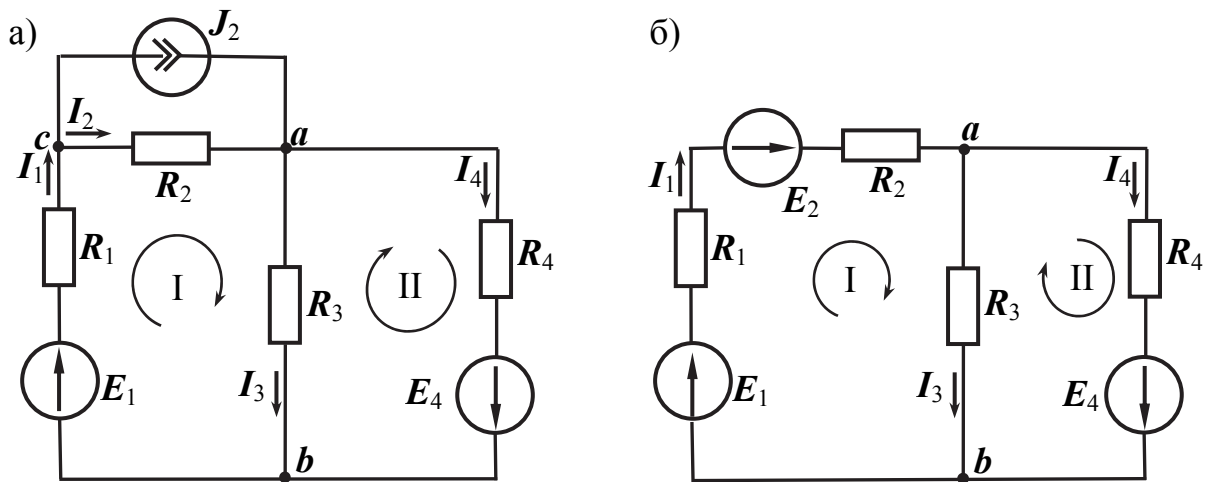 а)
J₂
б)
I₂
c
a
R₂
I₁
I₄
R₁
I
II
R₄
R₃
E₁
I₃
E₄
b
a
R₂
E₂
I₁
I₄
R₁
I
II
R₄
R₃
E₁
I₃
E₄
b